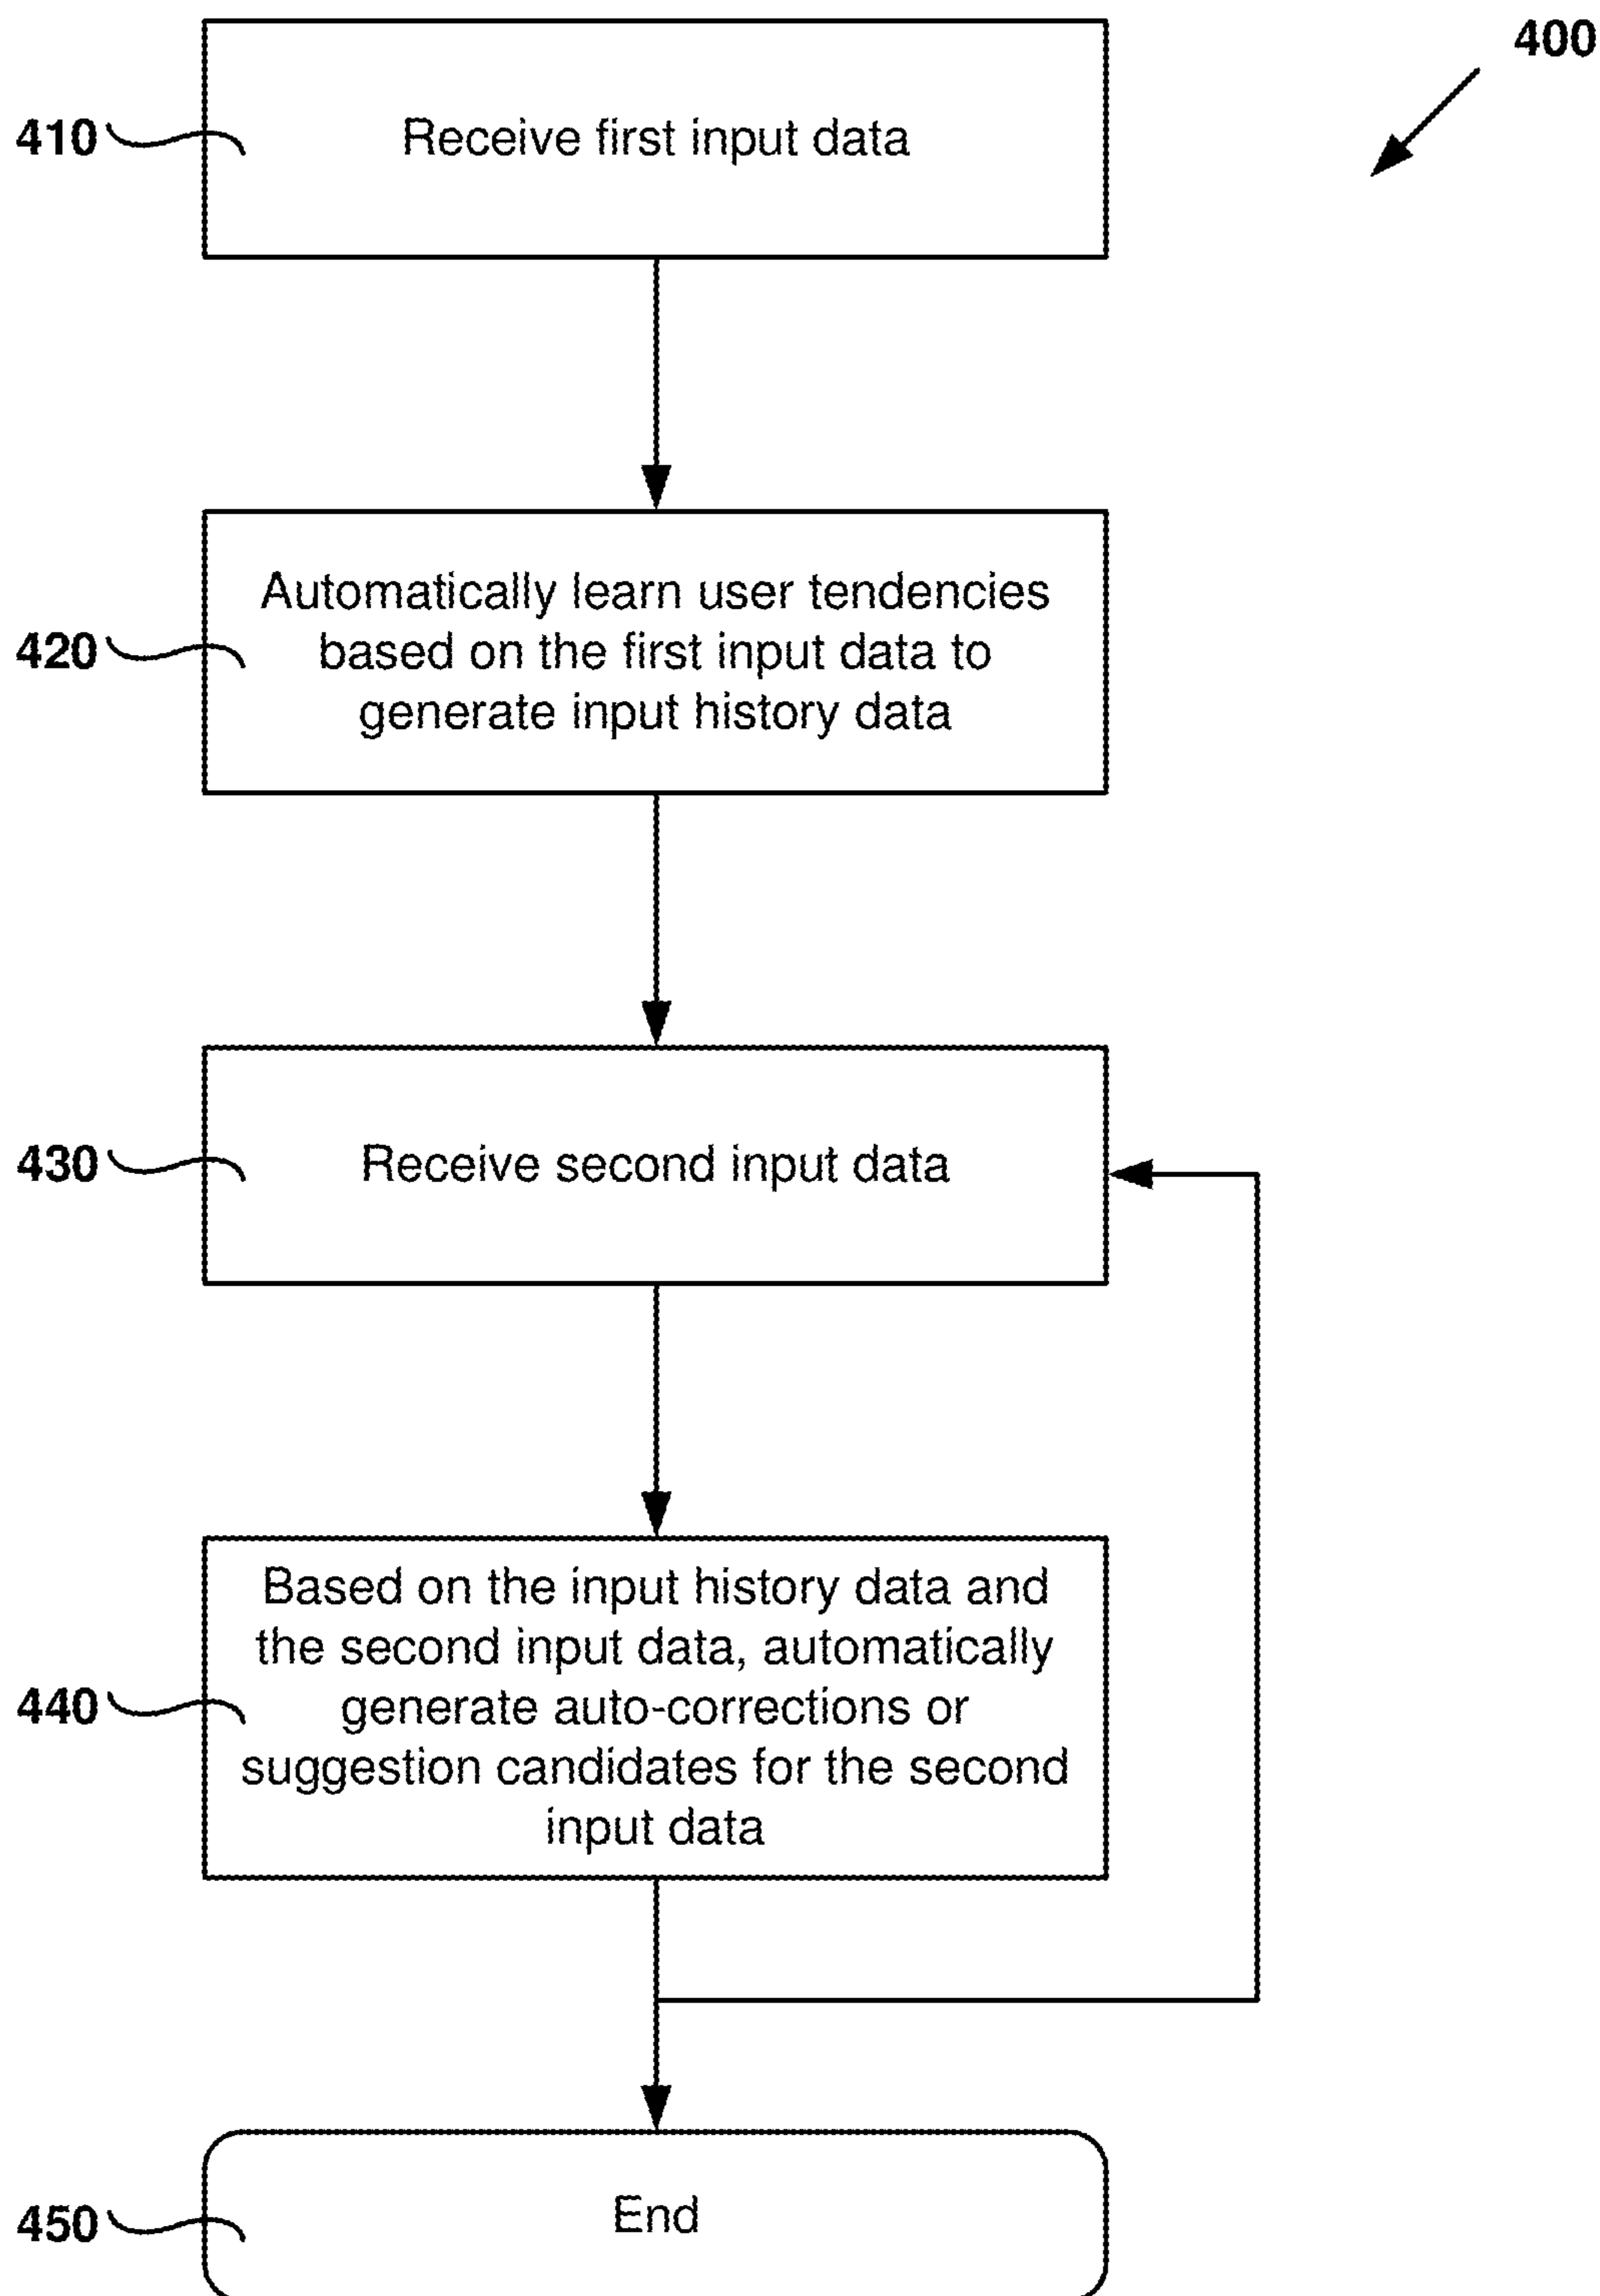 400
410
Receive first input data
420
Automatically learn user tendencies
based on the first input data to
generate input history data
430
Receive second input data
440
Based on the input history data and
the second input data, automatically
generate auto-corrections or
suggestion candidates for the second
input data
450
End